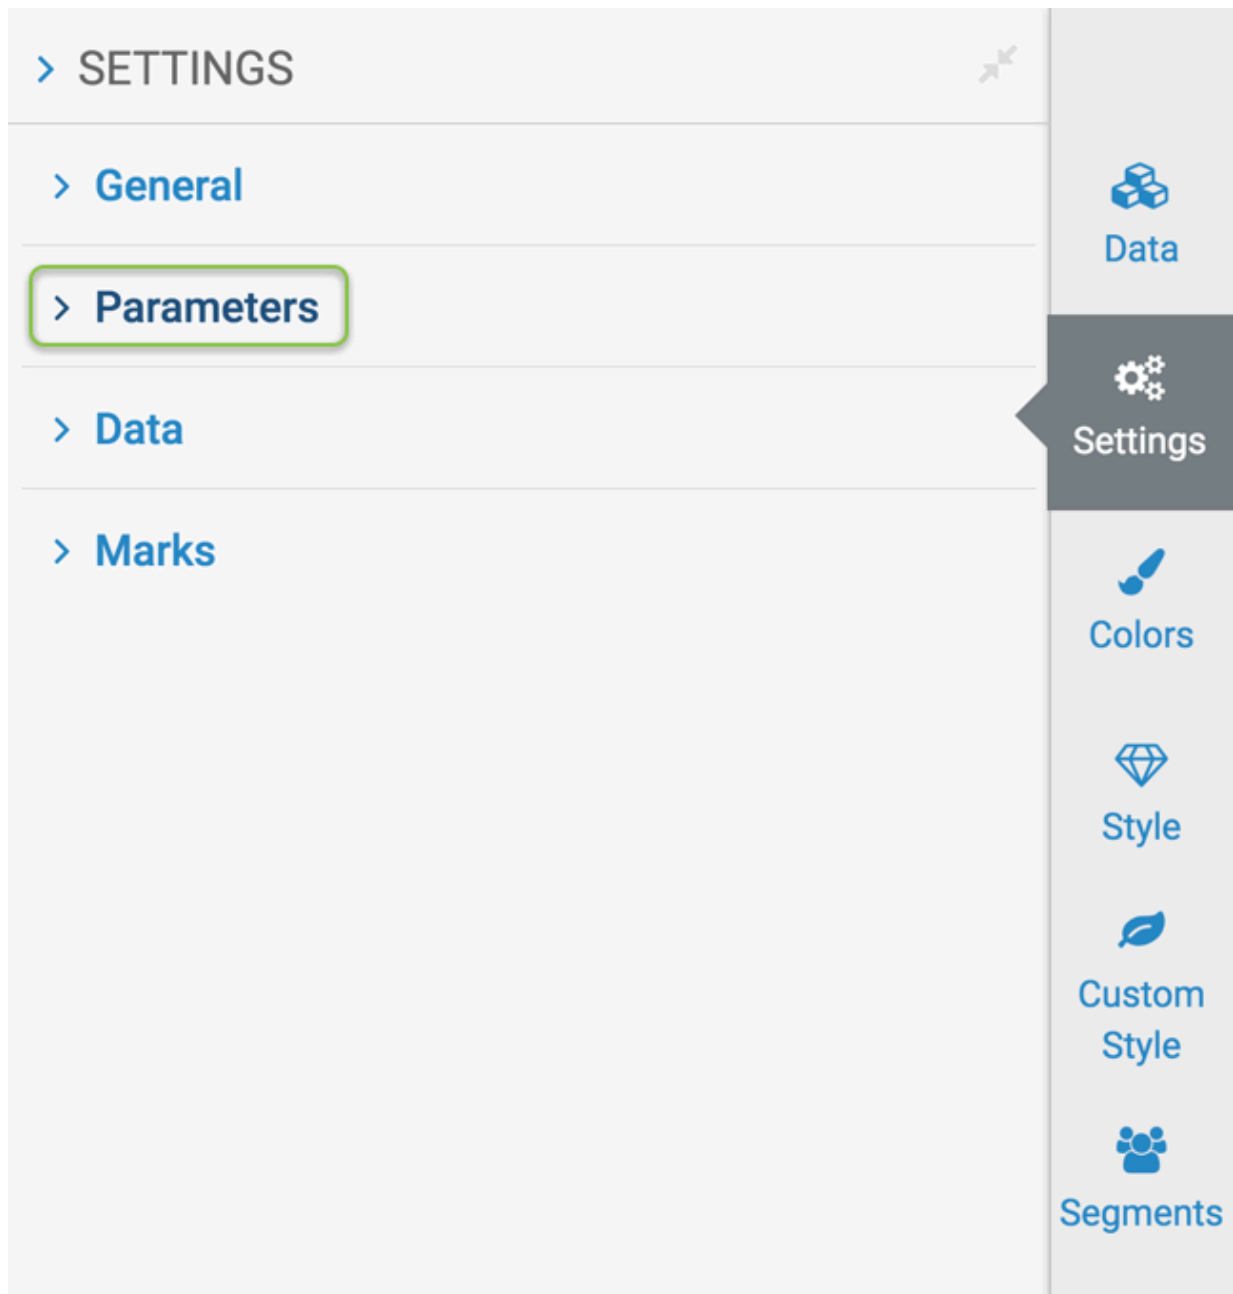 SETTINGS
General
Parameters
Data
Marks
Data
Settings
Colors
Style
Custom
Style
Segments